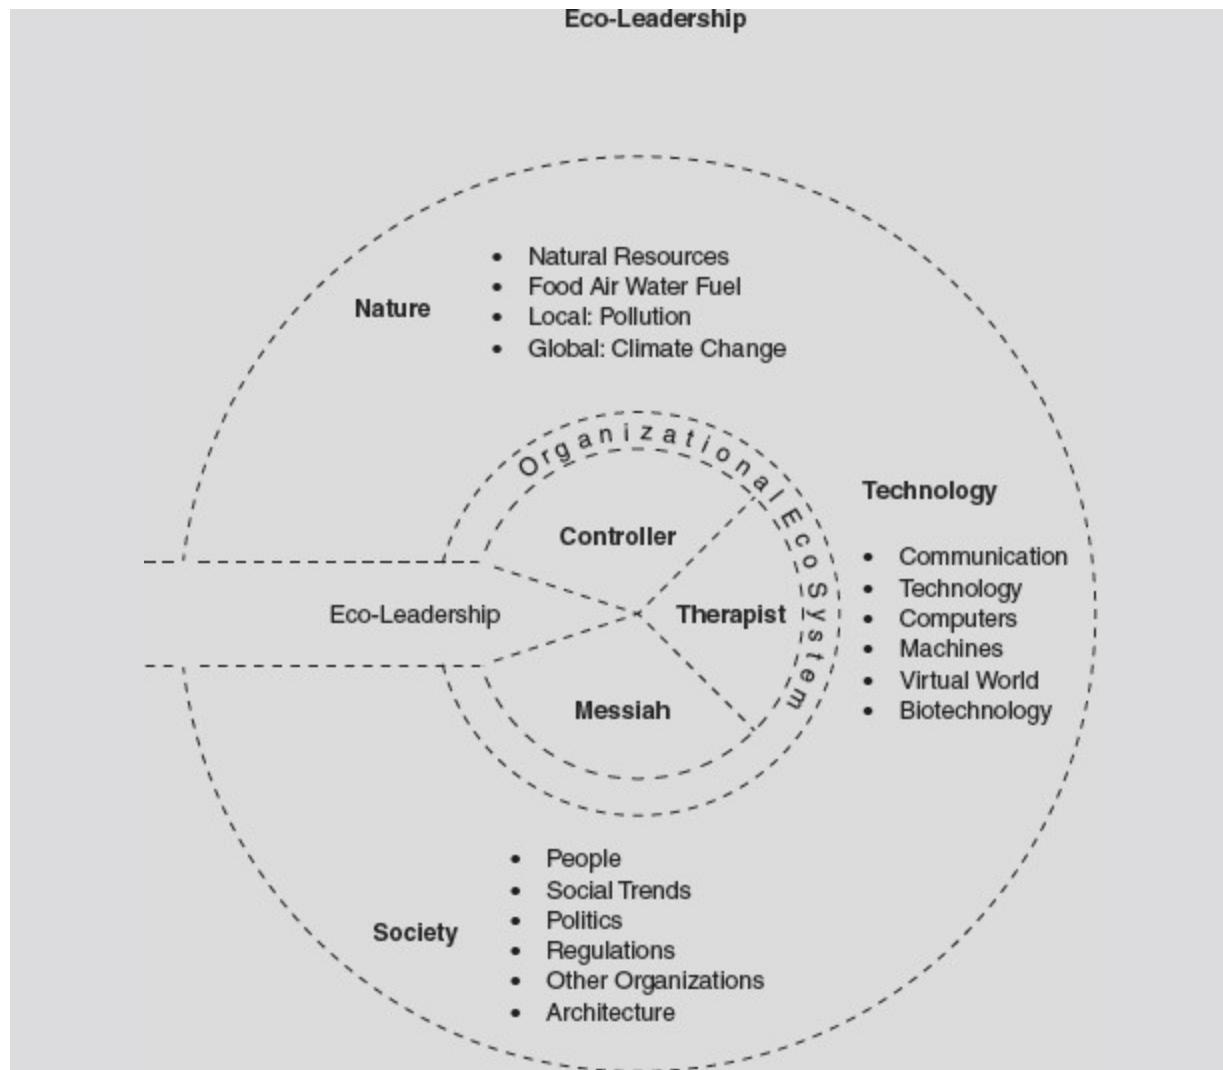 Eco-Leadership
Nature
• Natural Resources
• Food Air Water Fuel
• Local: Pollution
• Global: Climate Change
Organizational Eco System
Controller
Therapist
Messiah
Eco-Leadership
Technology
• Communication
• Technology
• Computers
• Machines
• Virtual World
• Biotechnology
Society
• People
• Social Trends
• Politics
• Regulations
• Other Organizations
• Architecture